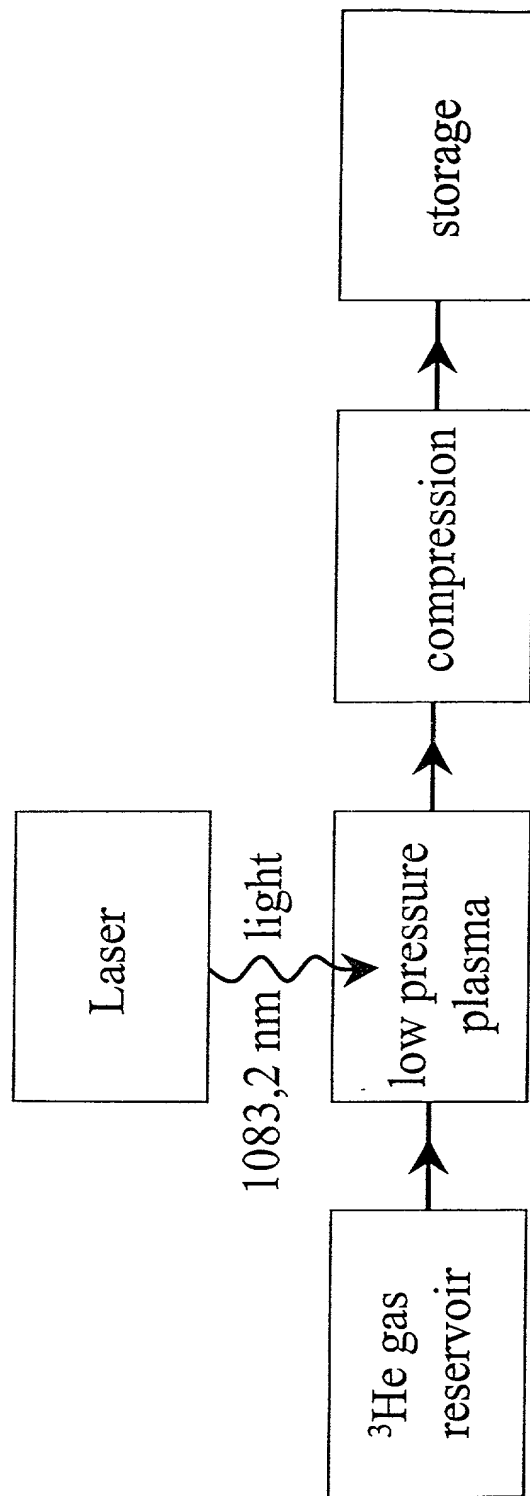 Laser
1083,2 nm light
³He gas
reservoir
low pressure
plasma
compression
storage